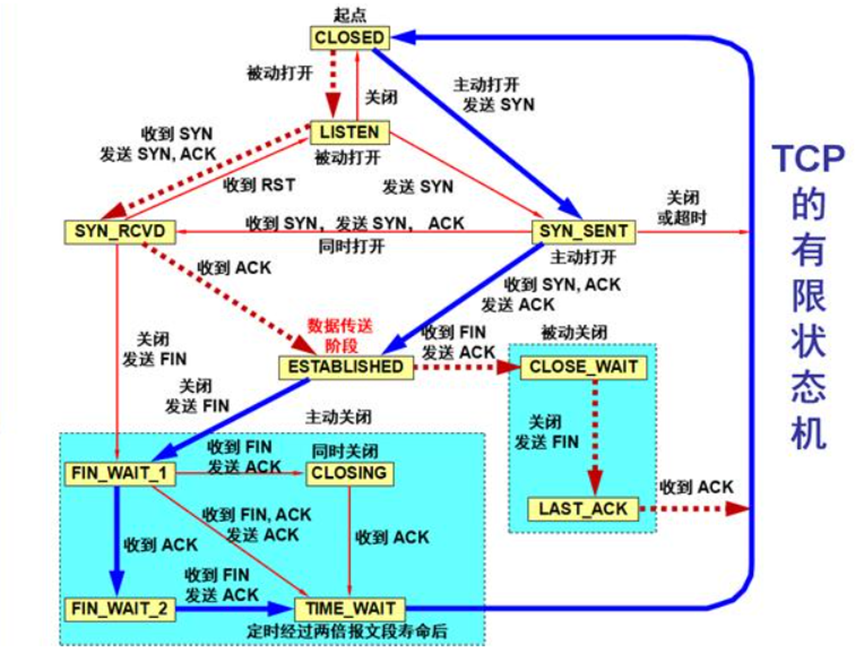 起点
CLOSED
被动打开
关闭
主动打开
发送 SYN
LISTEN
被动打开
收到 SYN
发送 SYN, ACK
收到 RST
发送 SYN
TCP
的
有
限
状
态
机
关闭
或超时
SYN_RCVD
收到 SYN，发送 SYN， ACK
同时打开
SYN_SENT
主动打开
收到 ACK
收到 SYN, ACK
发送 ACK
数据传送
阶段
关闭
发送 FIN
ESTABLISHED
收到 FIN
发送 ACK
被动关闭
CLOSE_WAIT
关闭
发送 FIN
关闭
发送 FIN
LAST_ACK
收到 ACK
主动关闭
FIN_WAIT_1
收到 FIN
发送 ACK
同时关闭
CLOSING
收到 FIN, ACK
发送 ACK
收到 ACK
收到 ACK
FIN_WAIT_2
收到 FIN
发送 ACK
TIME_WAIT
定时经过两倍报文段寿命后